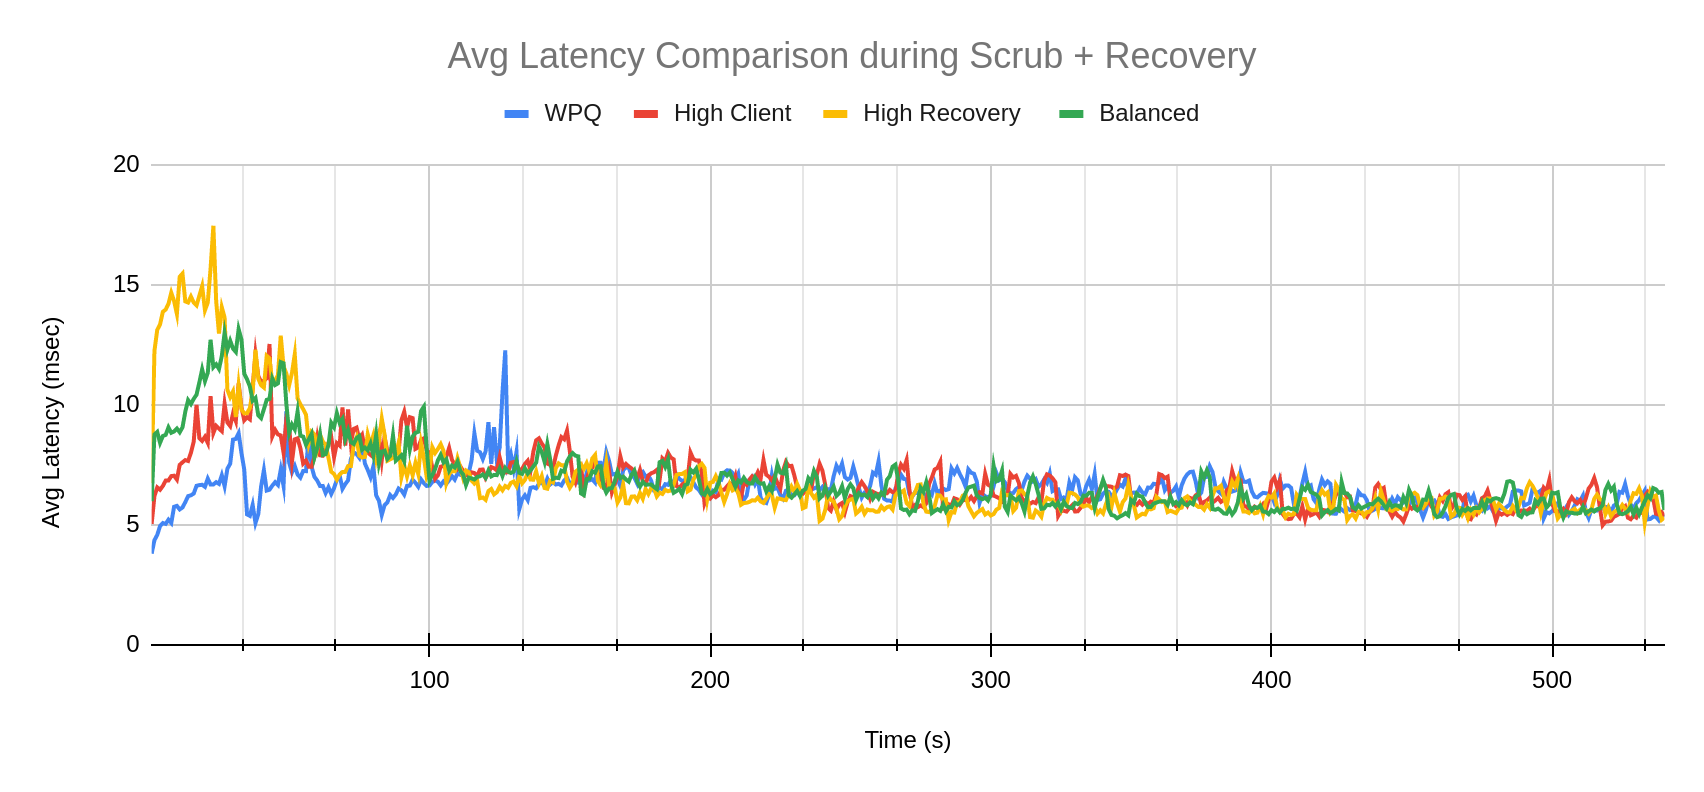 Avg Latency Comparison during Scrub + Recovery
WPQ High Client High Recovery Balanced
20
15
10
5
0
Avg Latency (msec)
100 200 300 400 500
Time (s)